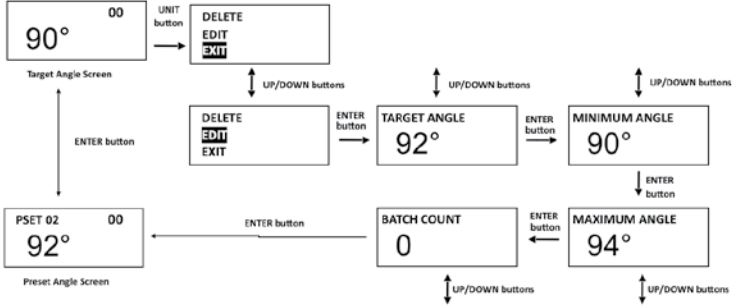 00
90°
Target Angle Screen
UNIT
button
DELETE
EDIT
EXIT
UP/DOWN buttons
UP/DOWN buttons
UP/DOWN buttons
ENTER button
DELETE
EDIT
EXIT
ENTER
button
TARGET ANGLE
92°
ENTER
button
MINIMUM ANGLE
90°
ENTER
button
PSET 02 00
92°
Preset Angle Screen
ENTER button
BATCH COUNT
0
ENTER
button
MAXIMUM ANGLE
94°
UP/DOWN buttons
UP/DOWN buttons